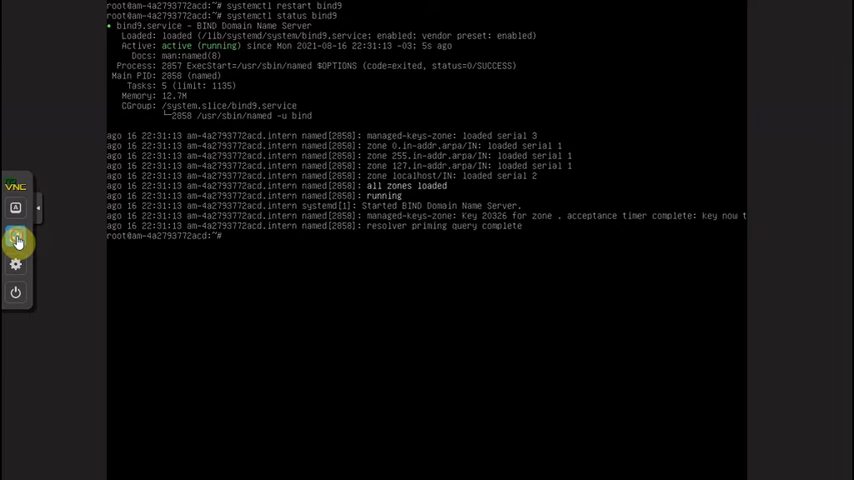 root@am-4a2793772acd:~# systemctl restart bind9
root@am-4a2793772acd:~# systemctl status bind9
● bind9.service - BIND Domain Name Server
Loaded: loaded (/lib/systemd/system/bind9.service; enabled; vendor preset: enabled)
Active: active (running) since Mon 2021-08-16 22:31:13 -03; 5s ago
Docs: man:named(8)
Process: 2857 ExecStart=/usr/sbin/named $OPTIONS (code=exited, status=0/SUCCESS)
Main PID: 2858 (named)
Tasks: 5 (limit: 1135)
Memory: 12.7M
CGroup: /system.slice/bind9.service
└─2858 /usr/sbin/named -u bind
ago 16 22:31:13 am-4a2793772acd.intern named[2858]: managed-keys-zone: loaded serial 3
ago 16 22:31:13 am-4a2793772acd.intern named[2858]: zone 0.in-addr.arpa/IN: loaded serial 1
ago 16 22:31:13 am-4a2793772acd.intern named[2858]: zone 255.in-addr.arpa/IN: loaded serial 1
ago 16 22:31:13 am-4a2793772acd.intern named[2858]: zone 127.in-addr.arpa/IN: loaded serial 1
ago 16 22:31:13 am-4a2793772acd.intern named[2858]: zone localhost/IN: loaded serial 2
ago 16 22:31:13 am-4a2793772acd.intern named[2858]: all zones loaded
ago 16 22:31:13 am-4a2793772acd.intern named[2858]: running
ago 16 22:31:13 am-4a2793772acd.intern systemd[1]: Started BIND Domain Name Server.
ago 16 22:31:13 am-4a2793772acd.intern named[2858]: managed-keys-zone: Key 20326 for zone . acceptance timer complete: key now t
ago 16 22:31:13 am-4a2793772acd.intern named[2858]: resolver priming query complete
root@am-4a2793772acd:~#
no
VNC
A